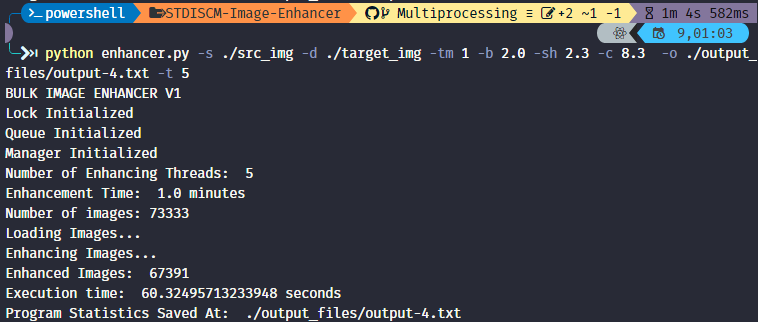 powershell STDISCM-Image-Enhancer Multiprocessing ≡ +2 ~1 -1 1m 4s 582ms
9,01:03
python enhancer.py -s ./src_img -d ./target_img -tm 1 -b 2.0 -sh 2.3 -c 8.3  -o ./output_
files/output-4.txt -t 5
BULK IMAGE ENHANCER V1
Lock Initialized
Queue Initialized
Manager Initialized
Number of Enhancing Threads:  5
Enhancement Time:  1.0 minutes
Number of images: 73333
Loading Images...
Enhancing Images...
Enhanced Images:  67391
Execution time:  60.32495713233948 seconds
Program Statistics Saved At:  ./output_files/output-4.txt